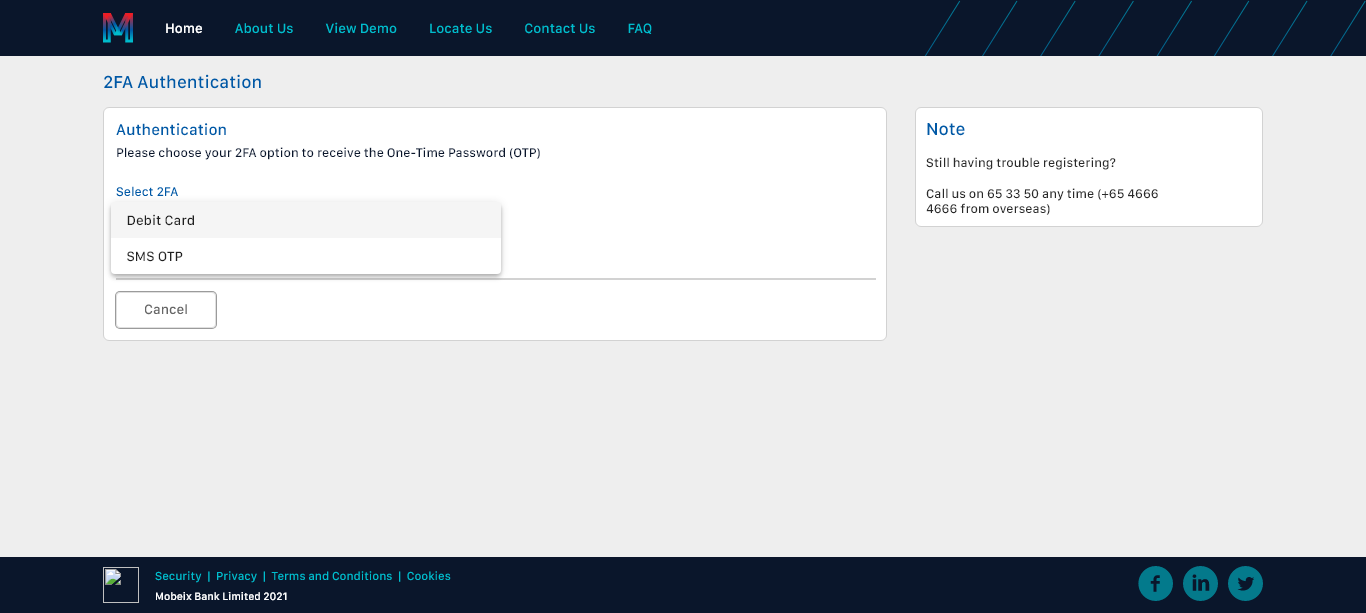 M
Home
About Us
View Demo
Locate Us
Contact Us
FAQ
2FA Authentication
Authentication
Please choose your 2FA option to receive the One-Time Password (OTP)
Select 2FA
Debit Card
SMS OTP
Cancel
Note
Still having trouble registering?
Call us on 65 33 50 any time (+65 4666
4666 from overseas)
Security | Privacy | Terms and Conditions | Cookies
Mobeix Bank Limited 2021
f
in